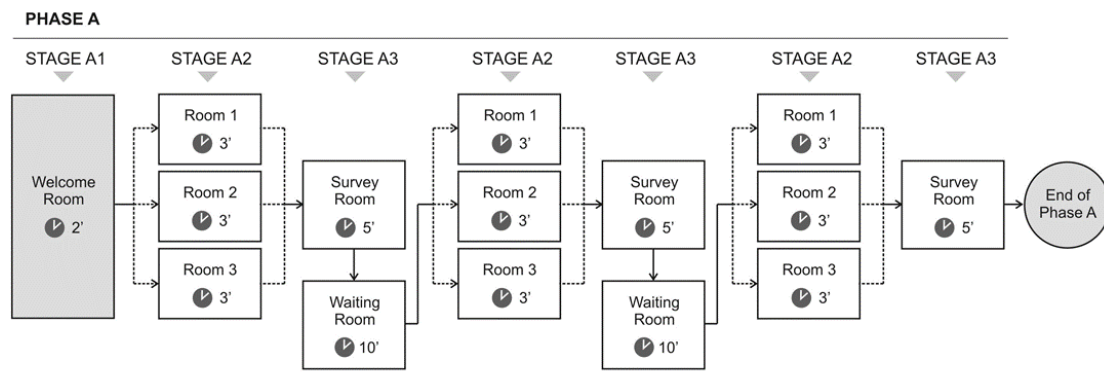 PHASE A
STAGE A1
STAGE A2
STAGE A3
STAGE A2
STAGE A3
STAGE A2
STAGE A3
Welcome
Room
2’
Room 1
3’
Room 2
3’
Room 3
3’
Survey
Room
5’
Waiting
Room
10’
Room 1
3’
Room 2
3’
Room 3
3’
Survey
Room
5’
Waiting
Room
10’
Room 1
3’
Room 2
3’
Room 3
3’
Survey
Room
5’
End of
Phase A